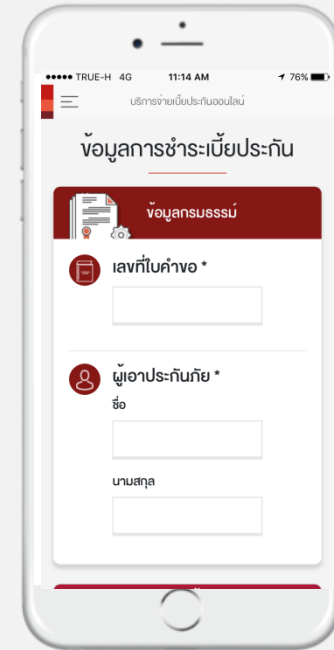 TRUE-H 4G 11:14 AM 76%
บริการจ่ายเบี้ยประกันออนไลน์
ข้อมูลการชำระเบี้ยประกัน
ข้อมูลกรมธรรม์
เลขที่ใบคำขอ *
ผู้เอาประกันภัย *
ชื่อ
นามสกุล